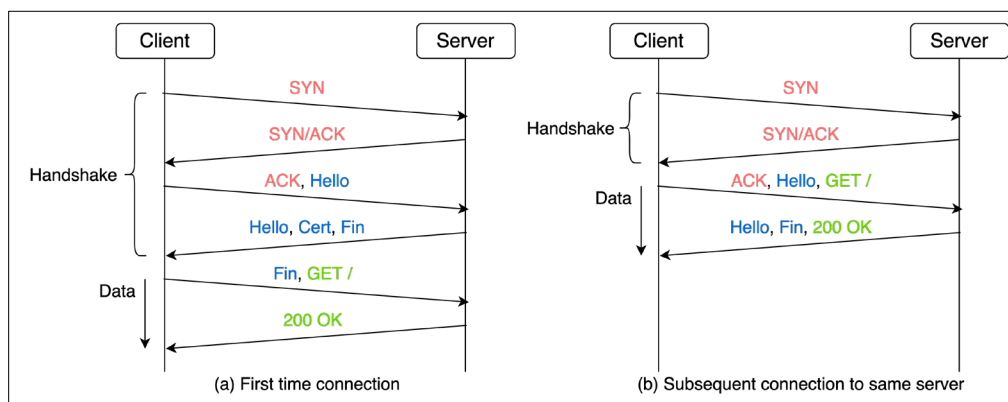 Client
Server
SYN
SYN/ACK
Handshake
ACK, Hello
Hello, Cert, Fin
Fin, GET /
Data
200 OK
(a) First time connection
Client
Server
SYN
Handshake
SYN/ACK
ACK, Hello, GET /
Data
Hello, Fin, 200 OK
(b) Subsequent connection to same server